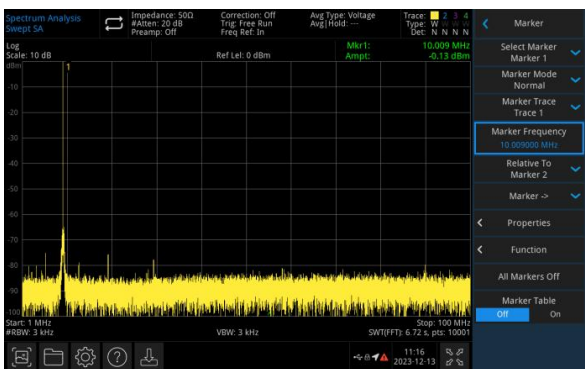 Spectrum Analysis
Swept SA
Impedance: 50Ω
#Atten: 20 dB
Preamp: Off
Correction: Off
Trig: Free Run
Freq Ref: In
Avg Type: Voltage
Avg|Hold: ---
Trace: 1 2 3 4
Type: W W W W
Det: N N N N
Log
Scale: 10 dB
Ref Lel: 0 dBm
Mkr1: 10.009 MHz
Ampt: -0.13 dBm
dBm
1
-10
-20
-30
-40
-50
-60
-70
-80
-90
-100
Start: 1 MHz
#RBW: 3 kHz
VBW: 3 kHz
Stop: 100 MHz
SWT(FFT): 6.72 s, pts: 10001
11:16
2023-12-13
Marker
Select Marker
Marker 1
Marker Mode
Normal
Marker Trace
Trace 1
Marker Frequency
10.009000 MHz
Relative To
Marker 2
Marker ->
Properties
Function
All Markers Off
Marker Table
Off On